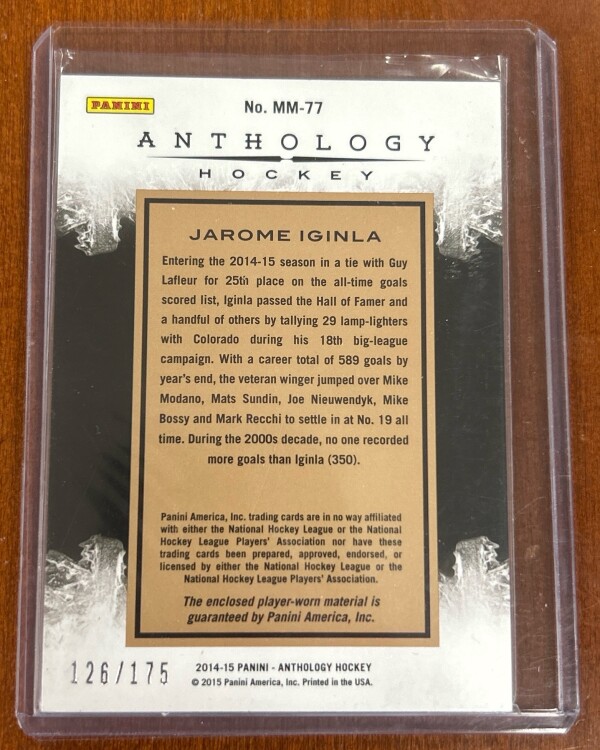 PANINI
No. MM-77
ANTHOLOGY
HOCKEY
JAROME IGINLA
Entering the 2014-15 season in a tie with Guy
Lafleur for 25th place on the all-time goals
scored list, Iginla passed the Hall of Famer and
a handful of others by tallying 29 lamp-lighters
with Colorado during his 18th big-league
campaign. With a career total of 589 goals by
year's end, the veteran winger jumped over Mike
Modano, Mats Sundin, Joe Nieuwendyk, Mike
Bossy and Mark Recchi to settle in at No. 19 all
time. During the 2000s decade, no one recorded
more goals than Iginla (350).
Panini America, Inc. trading cards are in no way affiliated
with either the National Hockey League or the National
Hockey League Players' Association nor have these
trading cards been prepared, approved, endorsed, or
licensed by either the National Hockey League or the
National Hockey League Players' Association.
The enclosed player-worn material is
guaranteed by Panini America, Inc.
126/175
2014-15 PANINI - ANTHOLOGY HOCKEY
© 2015 Panini America, Inc. Printed in the USA.